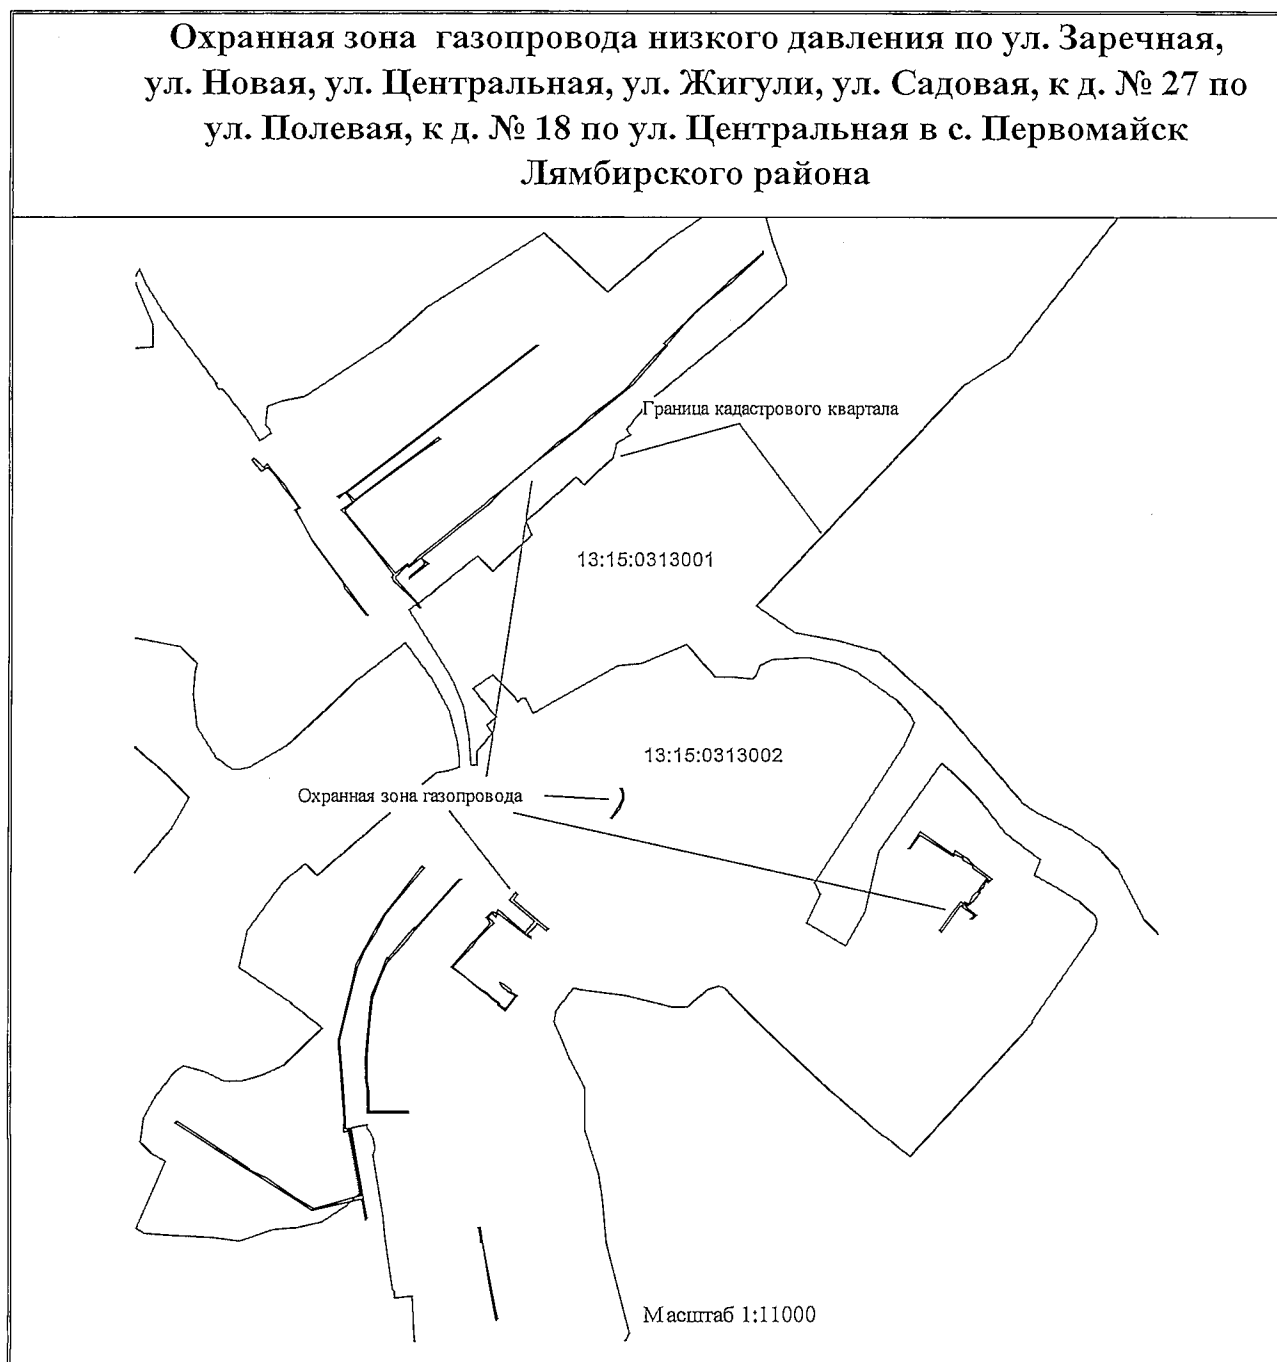 Охранная зона газопровода низкого давления по ул. Заречная,
ул. Новая, ул. Центральная, ул. Жигули, ул. Садовая, к д. № 27 по
ул. Полевая, к д. № 18 по ул. Центральная в с. Первомайск
Лямбирского района
Граница кадастрового квартала
13:15:0313001
13:15:0313002
Охранная зона газопровода
Масштаб 1:11000